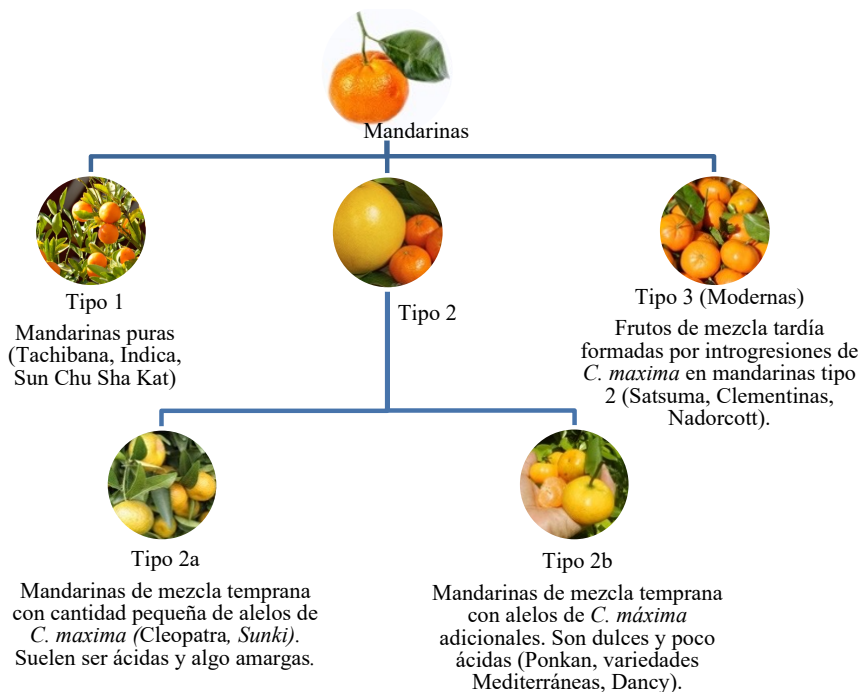 Mandarinas
Tipo 1
Mandarinas puras
(Tachibana, Indica,
Sun Chu Sha Kat)
Tipo 2
Tipo 3 (Modernas)
Frutos de mezcla tardía
formadas por introgresiones de
C. maxima en mandarinas tipo
2 (Satsuma, Clementinas,
Nadorcott).
Tipo 2a
Mandarinas de mezcla temprana
con cantidad pequeña de alelos de
C. maxima (Cleopatra, Sunki).
Suelen ser ácidas y algo amargas.
Tipo 2b
Mandarinas de mezcla temprana
con alelos de C. máxima
adicionales. Son dulces y poco
ácidas (Ponkan, variedades
Mediterráneas, Dancy).